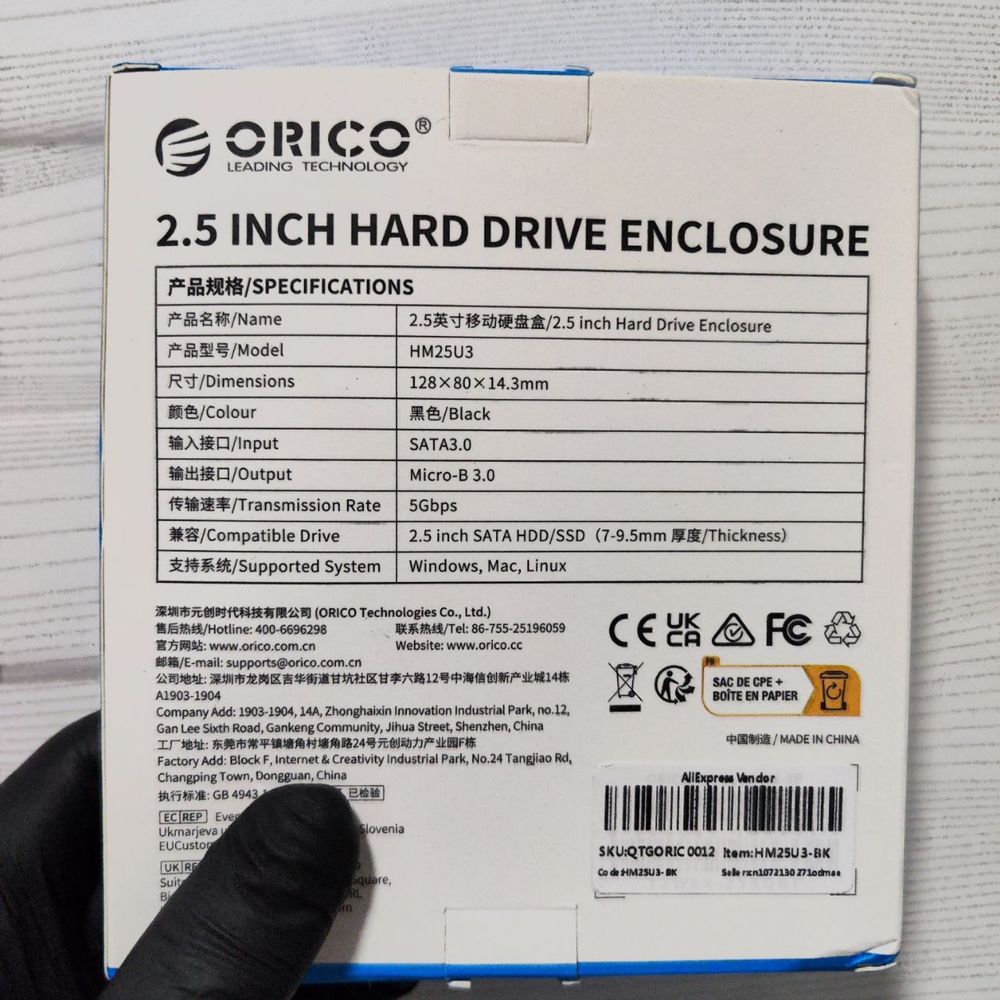 ORICO®
LEADING TECHNOLOGY
2.5 INCH HARD DRIVE ENCLOSURE
产品规格/SPECIFICATIONS
产品名称/Name 2.5英寸移动硬盘盒/2.5 inch Hard Drive Enclosure
产品型号/Model HM25U3
尺寸/Dimensions 128×80×14.3mm
颜色/Colour 黑色/Black
输入接口/Input SATA3.0
输出接口/Output Micro-B 3.0
传输速率/Transmission Rate 5Gbps
兼容/Compatible Drive 2.5 inch SATA HDD/SSD（7-9.5mm 厚度/Thickness）
支持系统/Supported System Windows, Mac, Linux
深圳市元创时代科技有限公司 (ORICO Technologies Co., Ltd.)
售后热线/Hotline: 400-6696298 联系热线/Tel: 86-755-25196059
官方网站: www.orico.com.cn Website: www.orico.cc
邮箱/E-mail: supports@orico.com.cn
公司地址: 深圳市龙岗区吉华街道甘坑社区甘李六路12号中海信创新产业城14栋
A1903-1904
Company Add: 1903-1904, 14A, Zhonghaixin Innovation Industrial Park, no.12,
Gan Lee Sixth Road, Gankeng Community, Jihua Street, Shenzhen, China
工厂地址: 东莞市常平镇塘角村塘角路24号元创动力产业园F栋
Factory Add: Block F, Internet & Creativity Industrial Park, No.24 Tangjiao Rd,
Changping Town, Dongguan, China
执行标准: GB 4943 已检验
EC REP
Ukmarjeva Slovenia
UK
Square,
CE UK CA FC
FR
SAC DE CPE +
BOÎTE EN PAPIER
中国制造 / MADE IN CHINA
AliExpress Vendor
SKU:QTGORIC0012 Item:HM25U3-BK
Code:HM25U3-BK